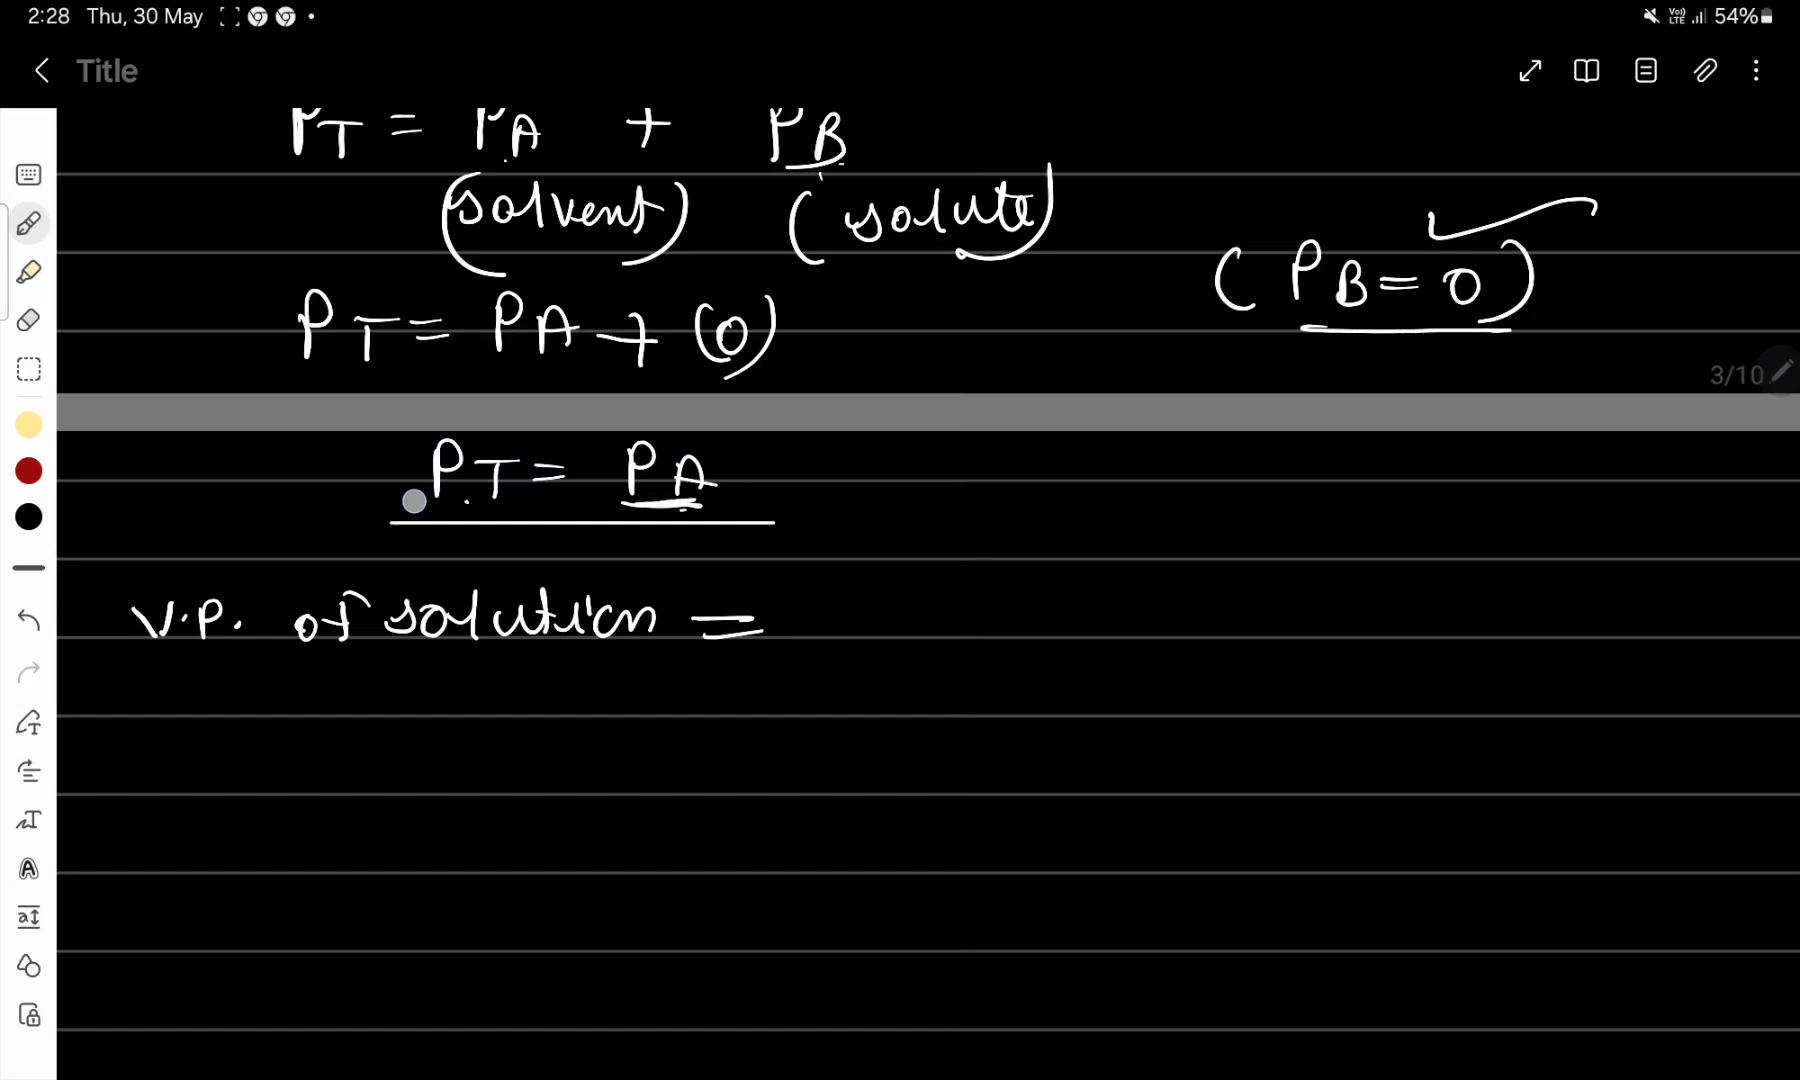 2:28 Thu, 30 May 54%
Title
PT = PA + PB
(solvent) (solute)
(PB = 0)
PT = PA + (0)
3/10
PT = PA
V.P. of solution =